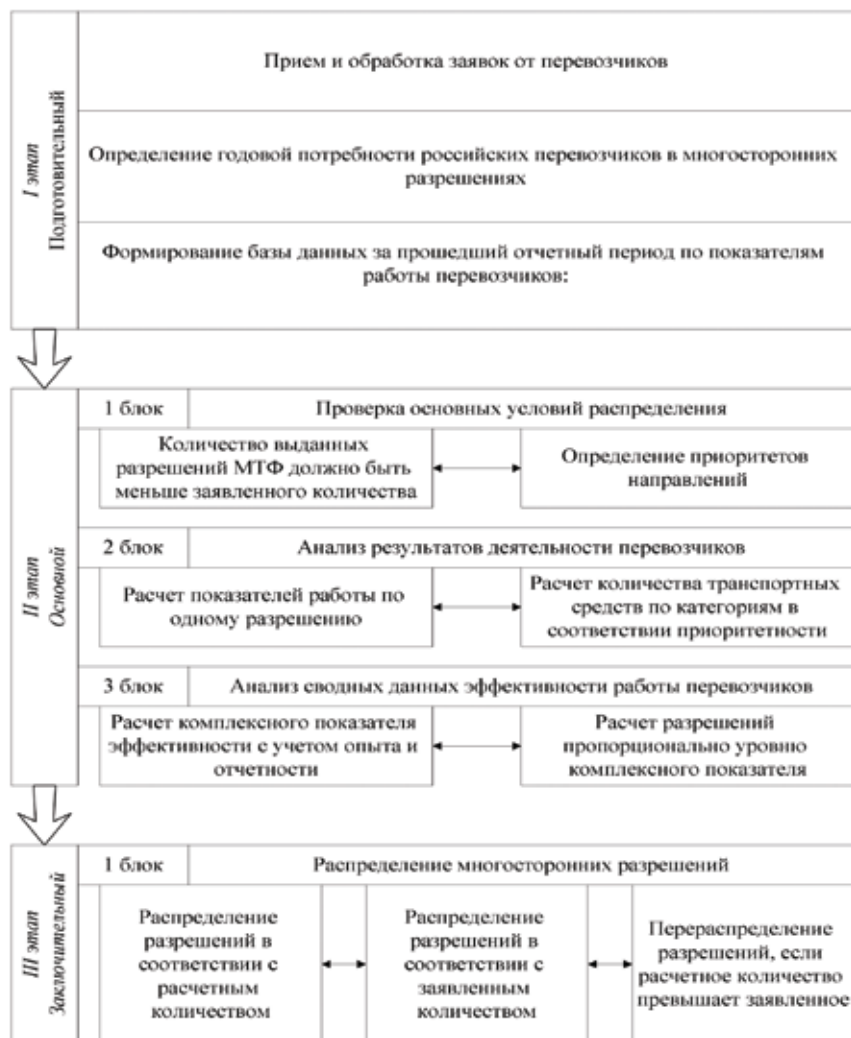 I этап
Подготовительный
Прием и обработка заявок от перевозчиков
Определение годовой потребности российских перевозчиков в многосторонних
разрешениях
Формирование базы данных за прошедший отчетный период по показателям
работы перевозчиков:
II этап
Основной
1 блок
Проверка основных условий распределения
Количество выданных
разрешений МТФ должно быть
меньше заявленного количества
Определение приоритетов
направлений
2 блок
Анализ результатов деятельности перевозчиков
Расчет показателей работы по
одному разрешению
Расчет количества транспортных
средств по категориям в
соответствии приоритетности
3 блок
Анализ сводных данных эффективности работы перевозчиков
Расчет комплексного показателя
эффективности с учетом опыта и
отчетности
Расчет разрешений
пропорционально уровню
комплексного показателя
III этап
Заключительный
1 блок
Распределение многосторонних разрешений
Распределение
разрешений в
соответствии с
расчетным
количеством
Распределение
разрешений в
соответствии с
заявленным
количеством
Перераспределение
разрешений, если
расчетное количество
превышает заявленное